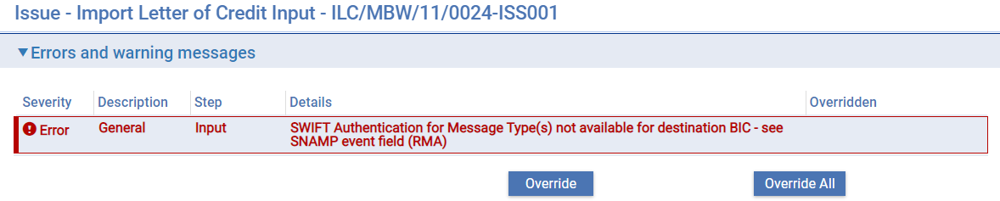 Issue - Import Letter of Credit Input - ILC/MBW/11/0024-ISS001
Errors and warning messages
Severity Description Step Details Overridden
Error General Input SWIFT Authentication for Message Type(s) not available for destination BIC - see
SNAMP event field (RMA)
Override Override All